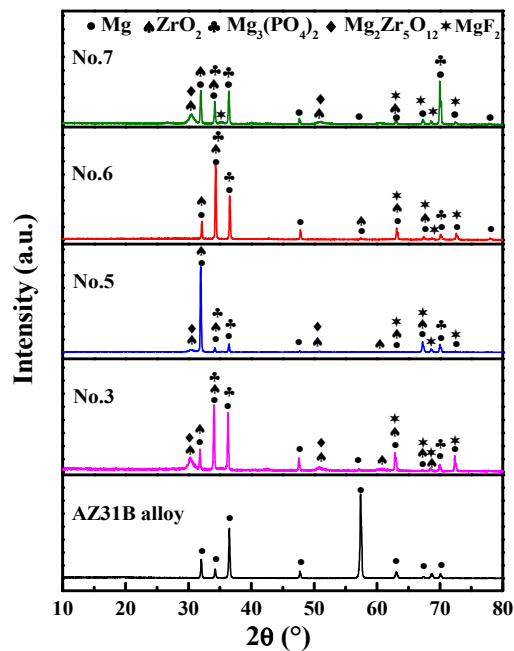 ● Mg ♠ ZrO2 ♣ Mg3(PO4)2 ♦ Mg2Zr5O12 ✶ MgF2
No.7
No.6
No.5
No.3
AZ31B alloy
Intensity (a.u.)
10 20 30 40 50 60 70 80
2θ (°)